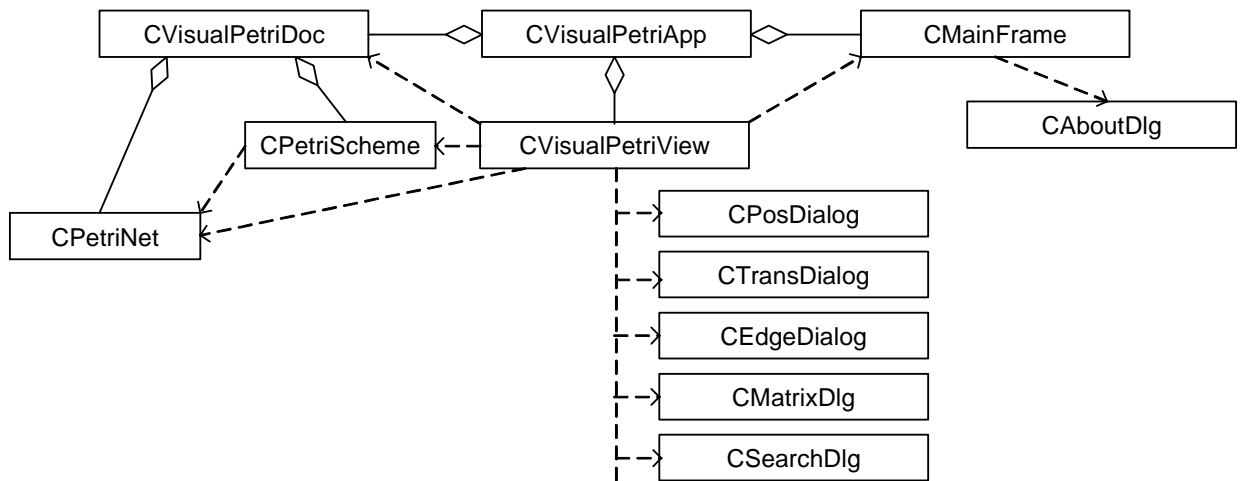 CVisualPetriDoc
CVisualPetriApp
CMainFrame
CAboutDlg
CPetriScheme
CVisualPetriView
CPetriNet
CPosDialog
CTransDialog
CEdgeDialog
CMatrixDlg
CSearchDlg